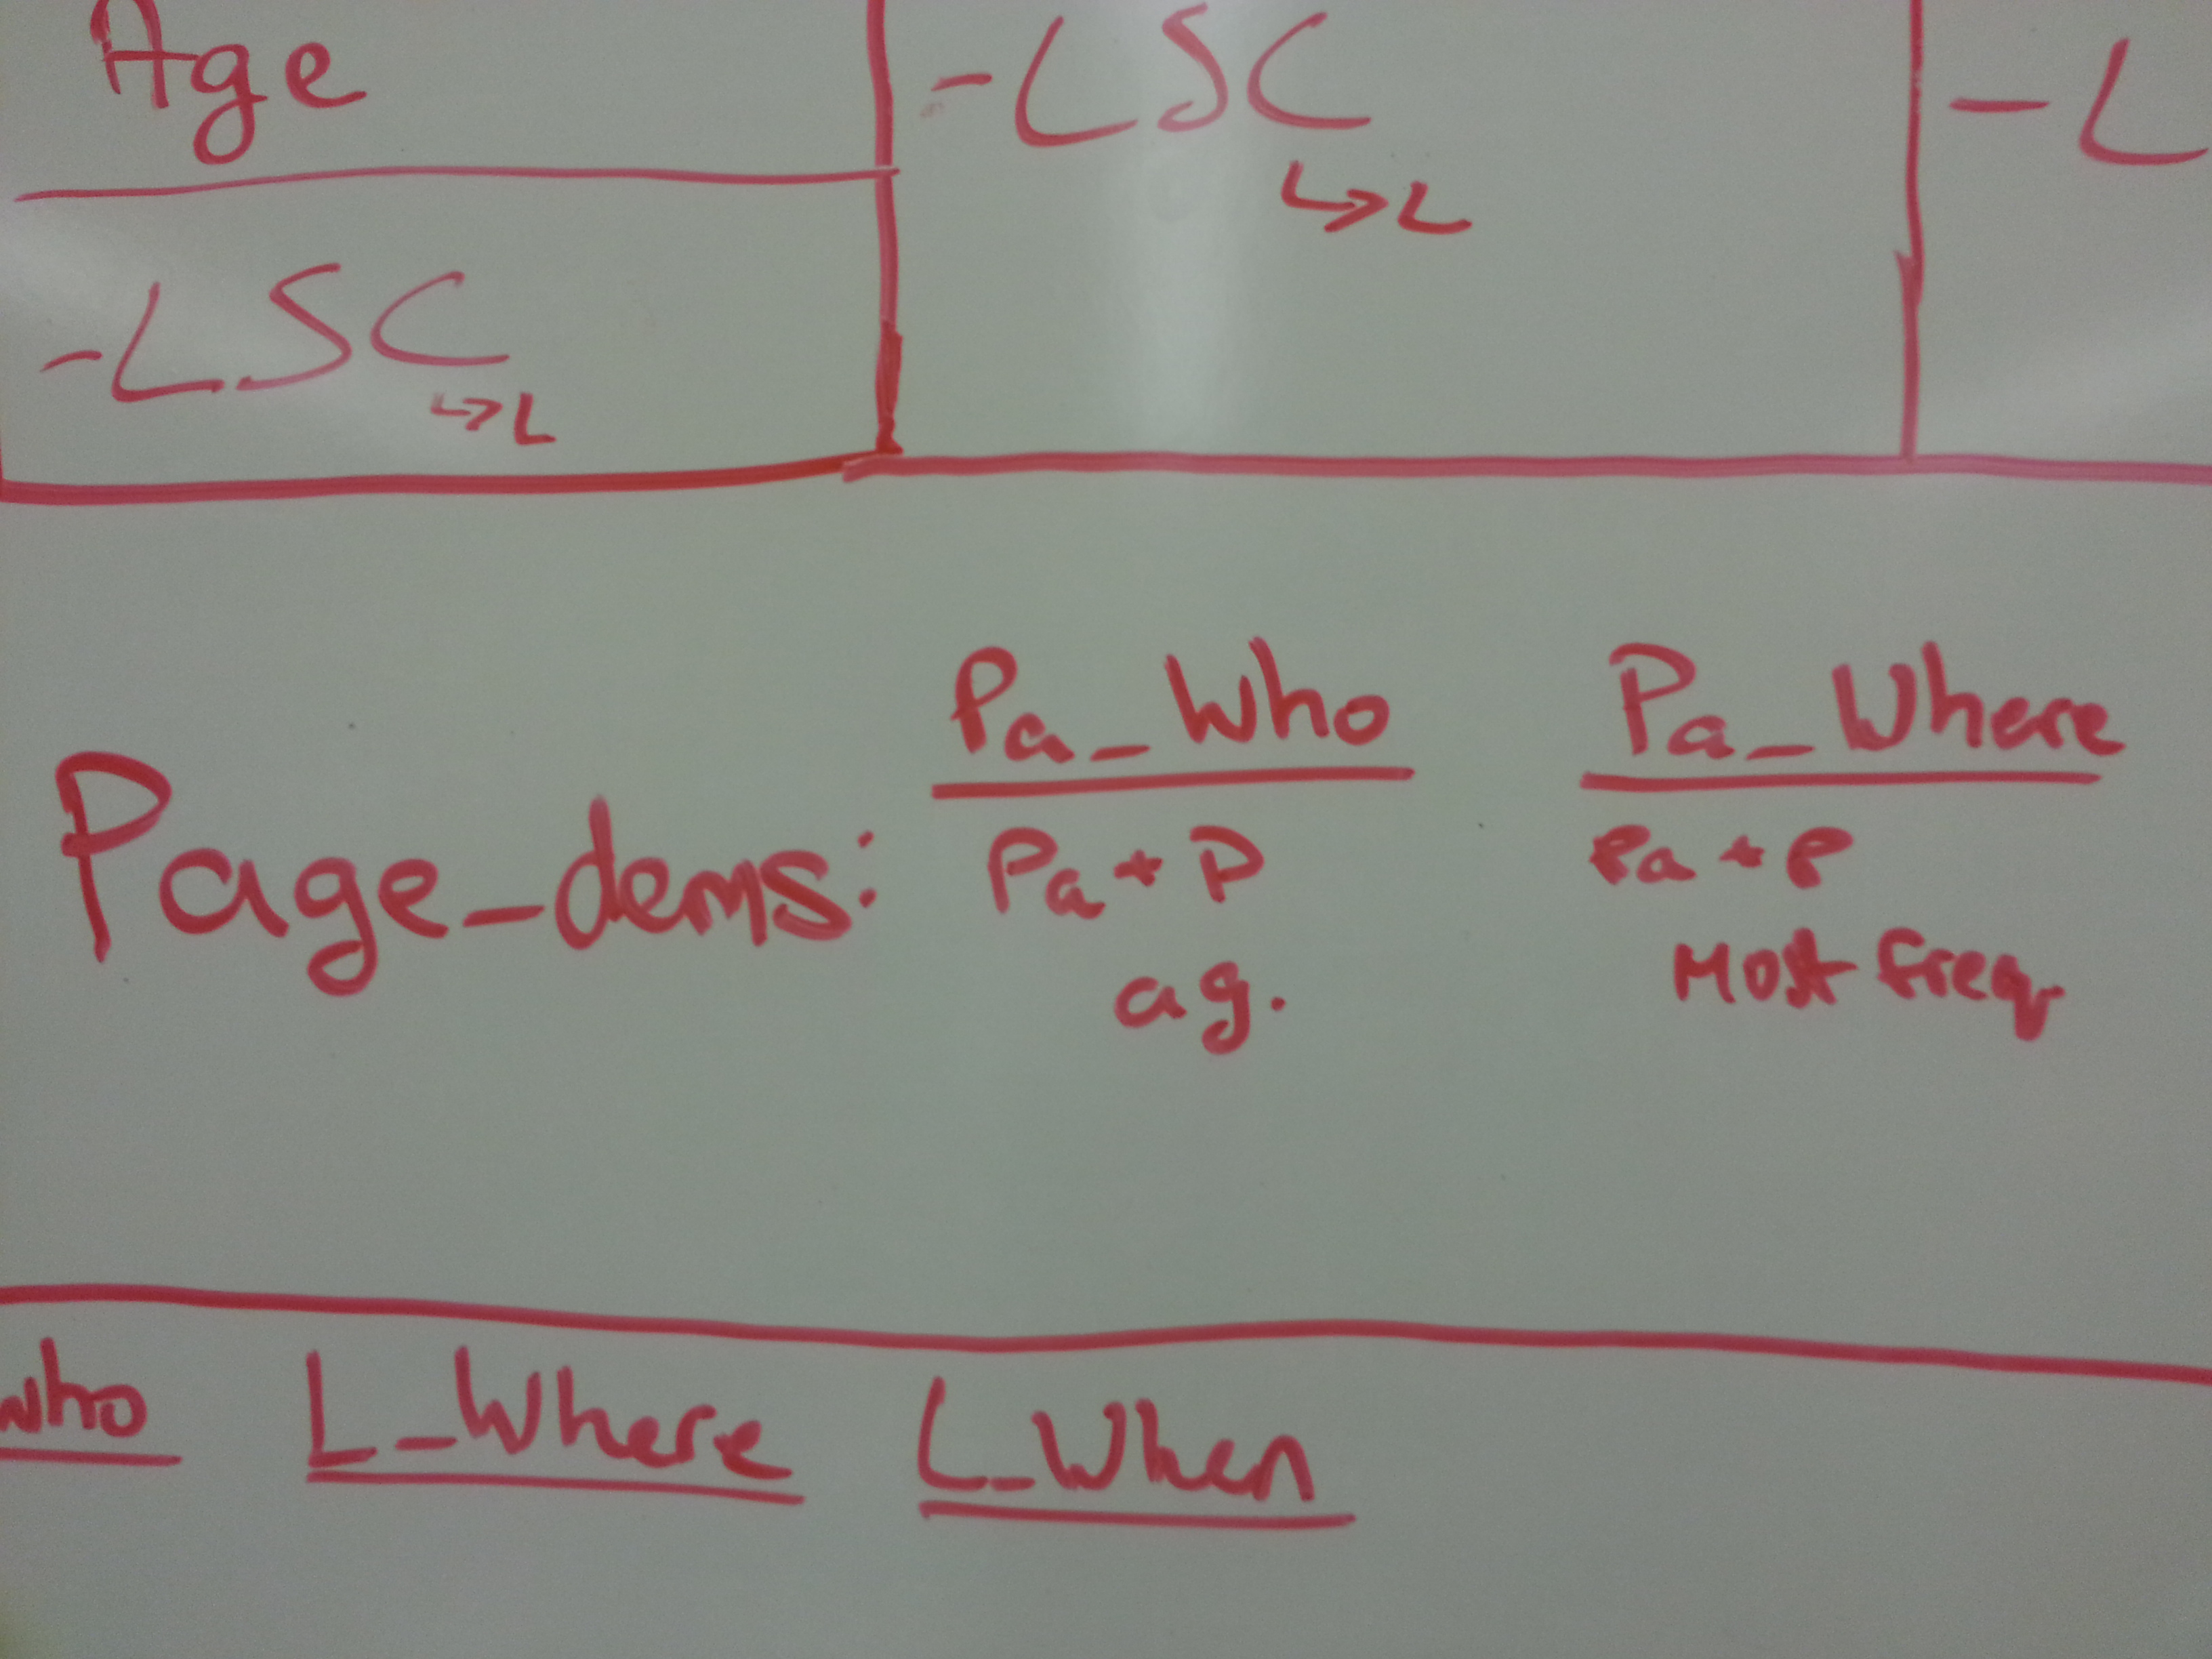 Age
-LSC
↳L
-LSC
↳L
-L
Page_dems:
Pa_Who
Pa + P
ag.
Pa_Where
Pa + P
Most freq
who
L_Where
L_When